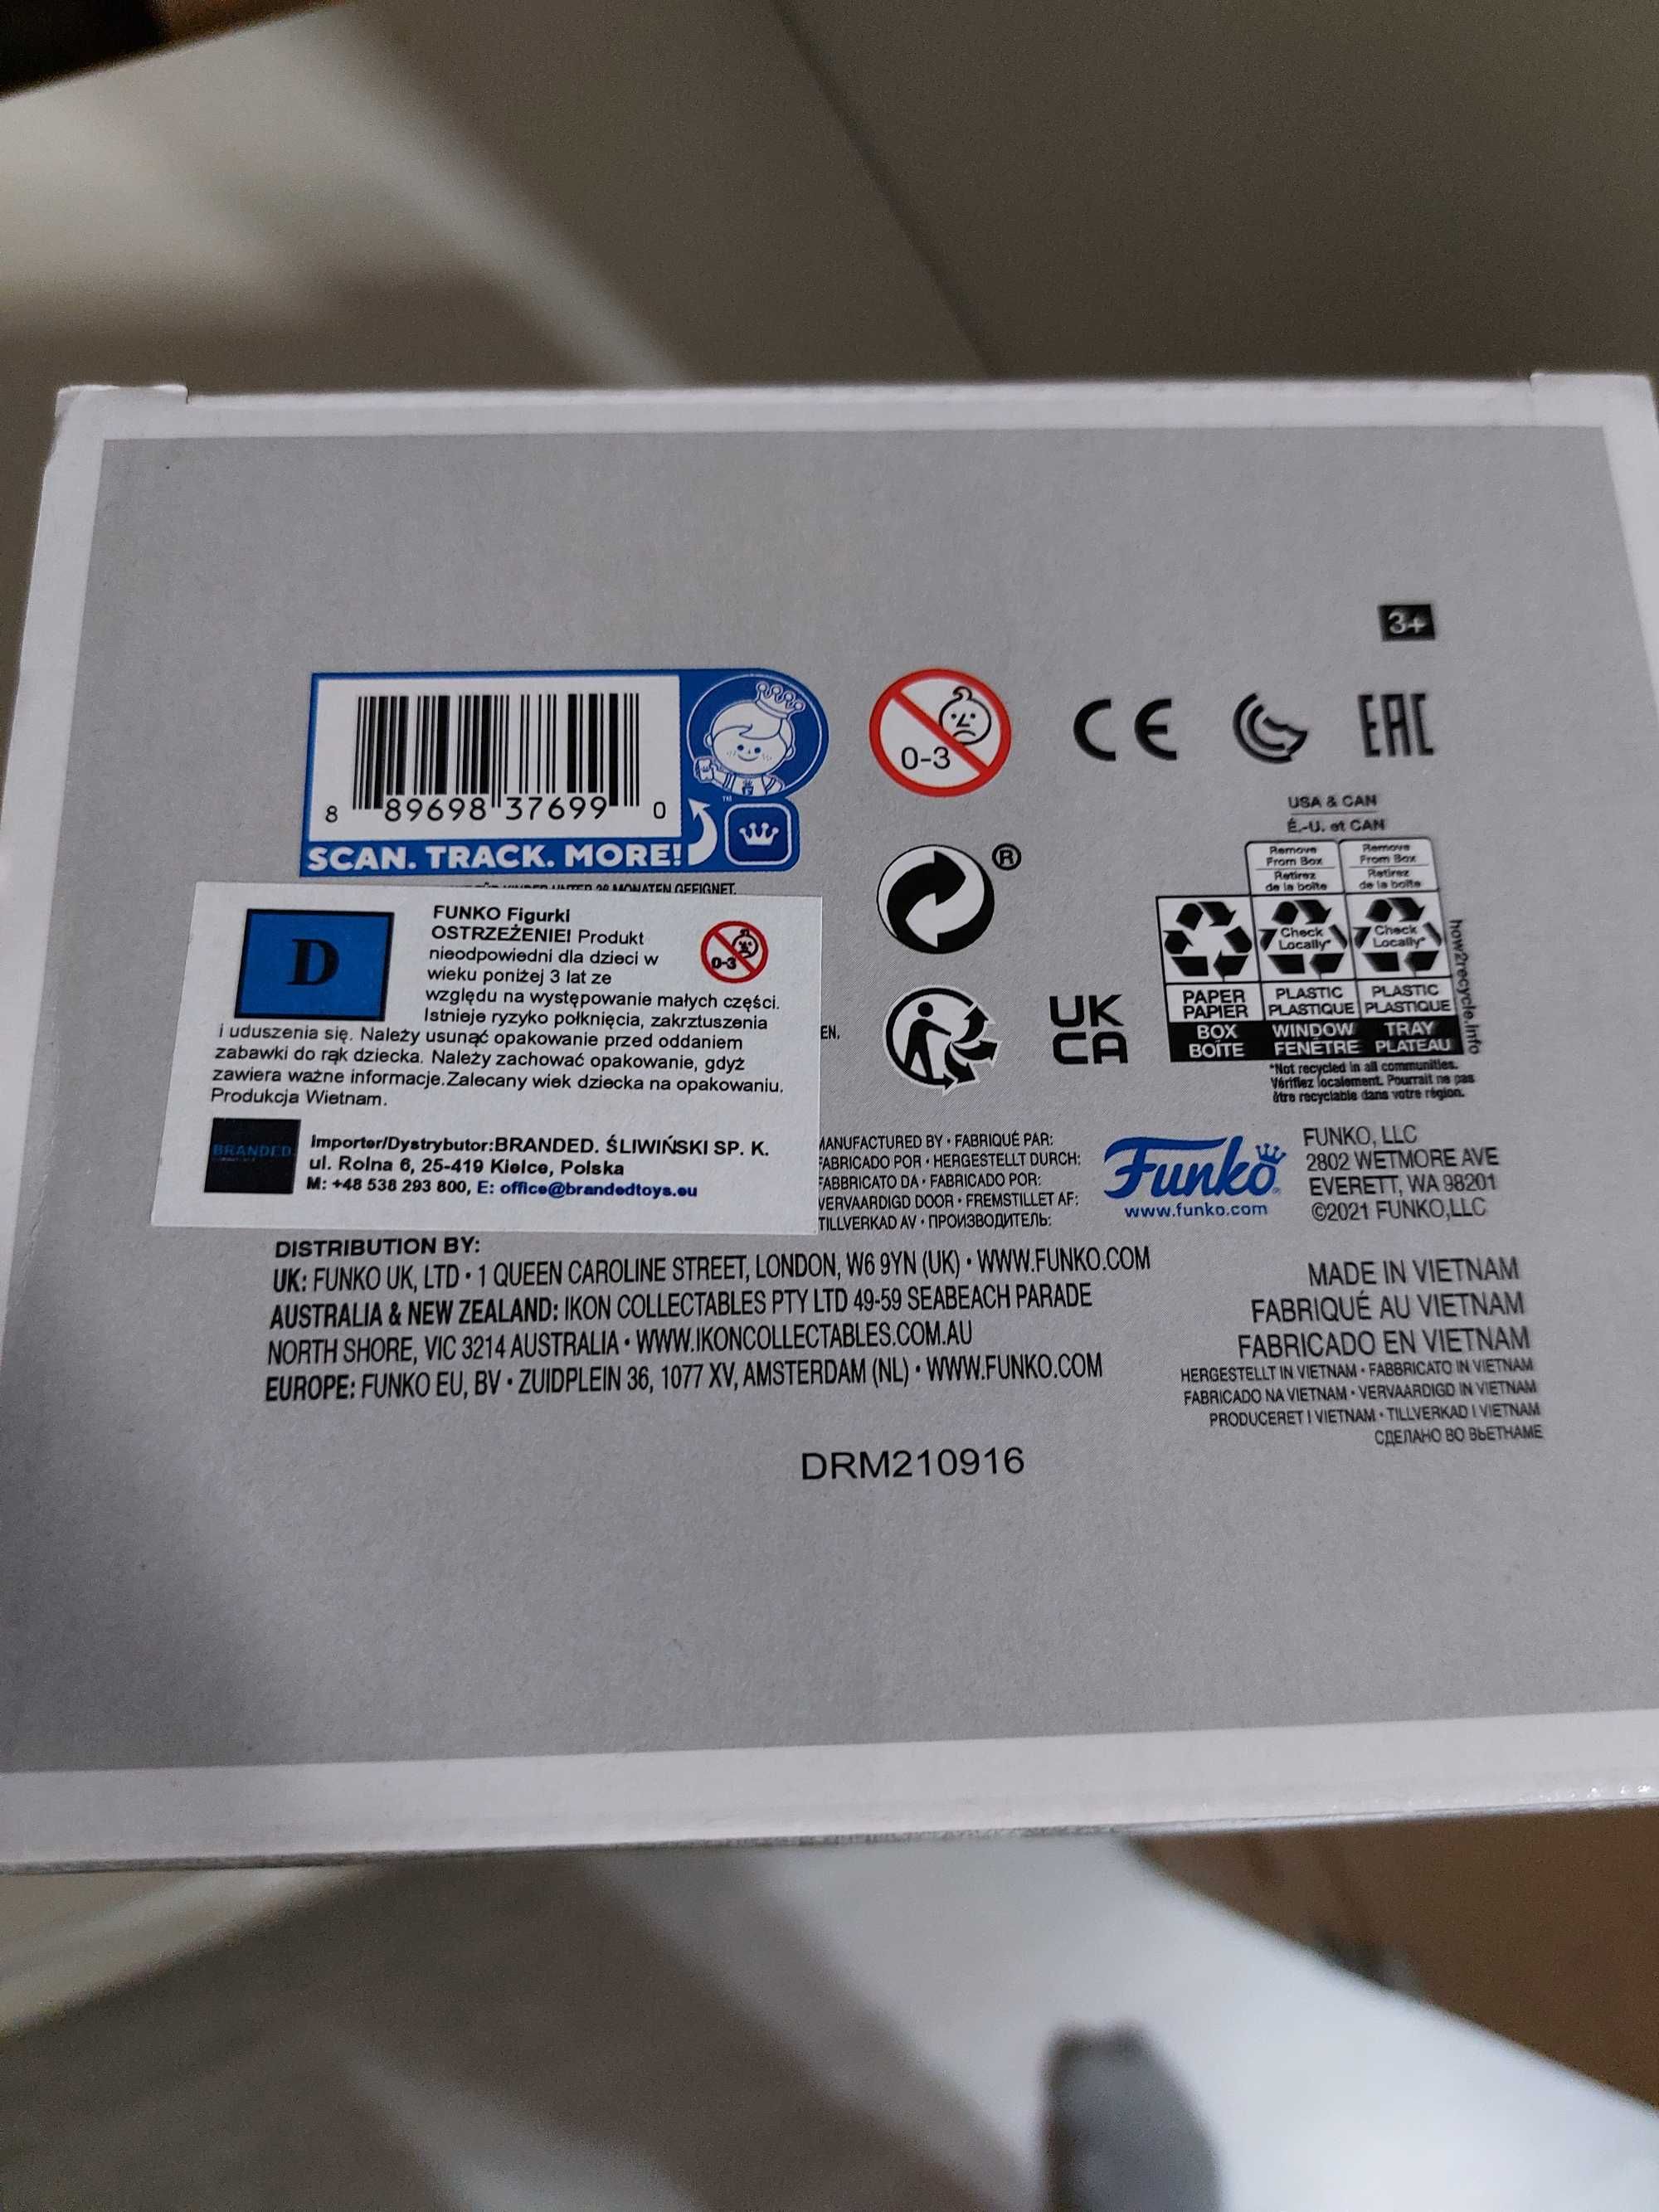 3+
8 89698 37699 0
SCAN. TRACK. MORE!
TM
0-3
CE
EAC
UNTER 36 MONATEN GEEIGNET.
D
FUNKO Figurki
OSTRZEŻENIE! Produkt
nieodpowiedni dla dzieci w
wieku poniżej 3 lat ze
względu na występowanie małych części.
Istnieje ryzyko połknięcia, zakrztuszenia
i uduszenia się. Należy usunąć opakowanie przed oddaniem
zabawki do rąk dziecka. Należy zachować opakowanie, gdyż
zawiera ważne informacje.Zalecany wiek dziecka na opakowaniu.
Produkcja Wietnam.
0-3
BRANDED.
Importer/Dystrybutor:BRANDED. ŚLIWIŃSKI SP. K.
ul. Rolna 6, 25-419 Kielce, Polska
M: +48 538 293 800, E: office@brandedtoys.eu
EN.
®
UK
CA
USA & CAN
É.-U. et CAN
Remove From Box
Retirez de la boîte
Remove From Box
Retirez de la boîte
Check Locally*
Check Locally*
PAPER
PAPIER
PLASTIC
PLASTIQUE
PLASTIC
PLASTIQUE
BOX
BOÎTE
WINDOW
FENÊTRE
TRAY
PLATEAU
how2recycle.info
*Not recycled in all communities.
Vérifiez localement. Pourrait ne pas
être recyclable dans votre région.
MANUFACTURED BY • FABRIQUÉ PAR:
FABRICADO POR • HERGESTELLT DURCH:
FABBRICATO DA • FABRICADO POR:
VERVAARDIGD DOOR • FREMSTILLET AF:
TILLVERKAD AV • ПРОИЗВОДИТЕЛЬ:
Funko
www.funko.com
FUNKO, LLC
2802 WETMORE AVE
EVERETT, WA 98201
©2021 FUNKO,LLC
DISTRIBUTION BY:
UK: FUNKO UK, LTD • 1 QUEEN CAROLINE STREET, LONDON, W6 9YN (UK) • WWW.FUNKO.COM
AUSTRALIA & NEW ZEALAND: IKON COLLECTABLES PTY LTD 49-59 SEABEACH PARADE
NORTH SHORE, VIC 3214 AUSTRALIA • WWW.IKONCOLLECTABLES.COM.AU
EUROPE: FUNKO EU, BV • ZUIDPLEIN 36, 1077 XV, AMSTERDAM (NL) • WWW.FUNKO.COM
MADE IN VIETNAM
FABRIQUÉ AU VIETNAM
FABRICADO EN VIETNAM
HERGESTELLT IN VIETNAM • FABBRICATO IN VIETNAM
FABRICADO NA VIETNAM • VERVAARDIGD IN VIETNAM
PRODUCERET I VIETNAM • TILLVERKAD I VIETNAM
СДЕЛАНО ВО ВЬЕТНАМЕ
DRM210916